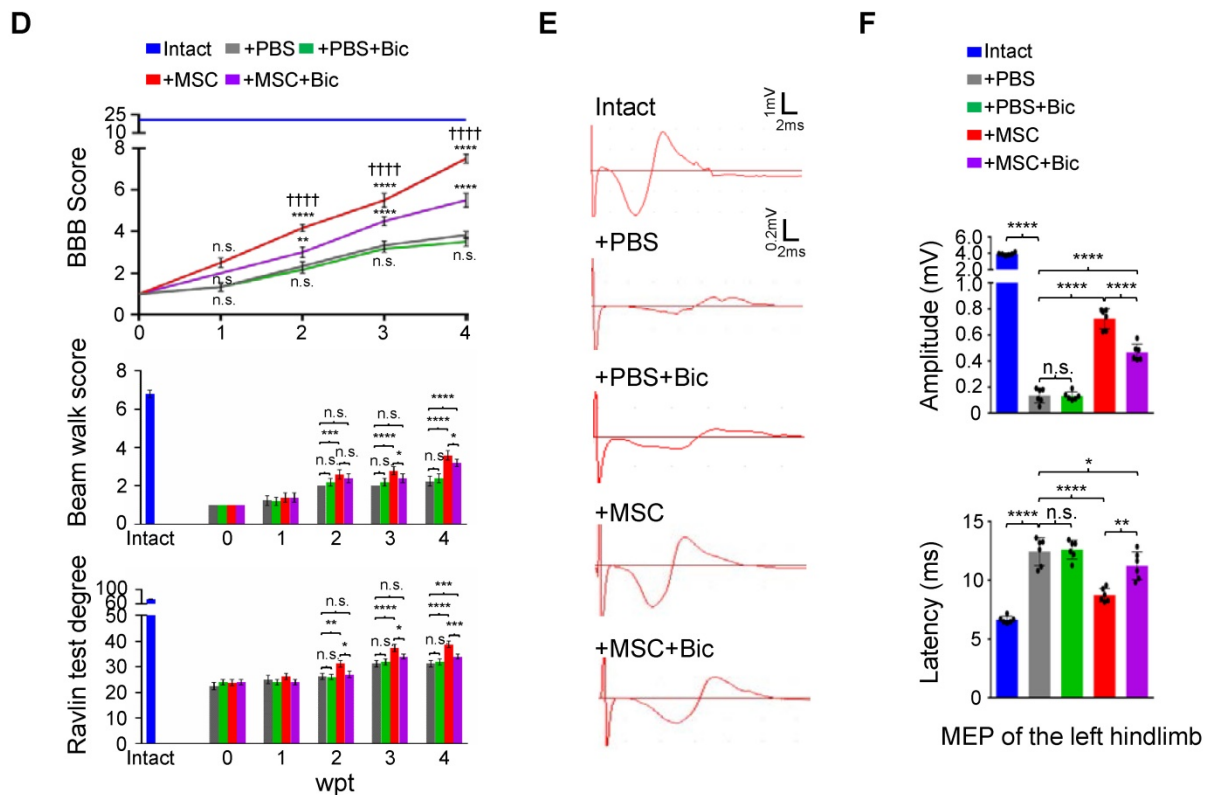 D
Intact +PBS +PBS+Bic
+MSC +MSC+Bic
BBB Score
25
10
8
6
4
2
0
n.s.
n.s.
n.s.
††††
****
**
n.s.
††††
****
****
n.s.
††††
****
****
n.s.
0 1 2 3 4
Beam walk score
8
6
4
2
0
n.s.
***
n.s. n.s.
n.s.
****
n.s. *
****
****
n.s. *
Intact 0 1 2 3 4
Ravlin test degree
100
60
50
40
30
20
10
0
n.s.
**
n.s. *
n.s.
****
n.s. *
***
****
n.s. ***
Intact 0 1 2 3 4
wpt
E
Intact
1mV
2ms
+PBS
0.2mV
2ms
+PBS+Bic
+MSC
+MSC+Bic
F
Intact
+PBS
+PBS+Bic
+MSC
+MSC+Bic
Amplitude (mV)
6.0
4.0
2.0
1.0
0.8
0.6
0.4
0.2
0
****
****
**** ****
n.s.
Latency (ms)
15
10
5
0
*
****
**** n.s. **
MEP of the left hindlimb